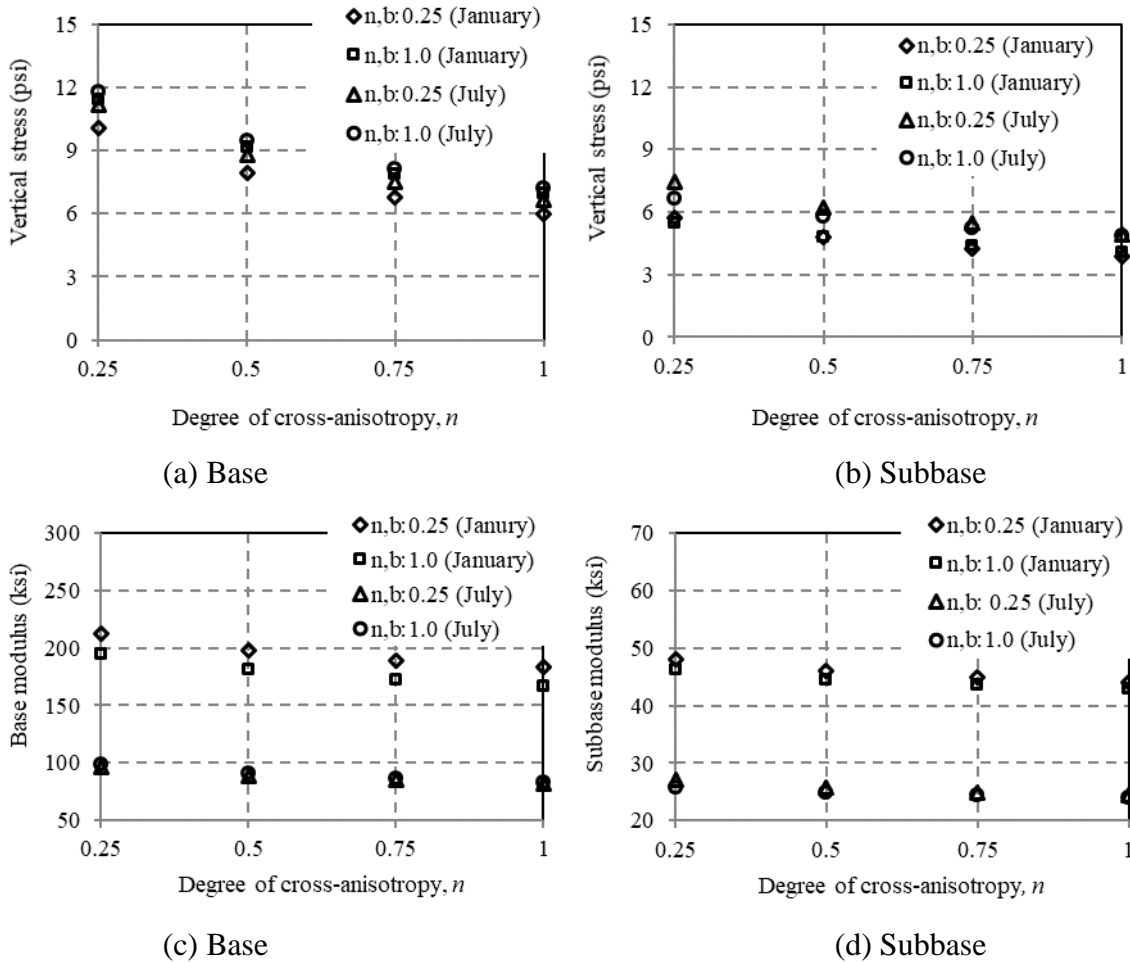 15
12
9
6
3
0
Vertical stress (psi)
n,b:0.25 (January)
n,b:1.0 (January)
n,b:0.25 (July)
n,b:1.0 (July)
0.25 0.5 0.75 1
Degree of cross-anisotropy, n
(a) Base
15
12
9
6
3
0
Vertical stress (psi)
n,b:0.25 (January)
n,b:1.0 (January)
n,b:0.25 (July)
n,b:1.0 (July)
0.25 0.5 0.75 1
Degree of cross-anisotropy, n
(b) Subbase
300
250
200
150
100
50
Base modulus (ksi)
n,b:0.25 (Janury)
n,b:1.0 (January)
n,b:0.25 (July)
n,b:1.0 (July)
0.25 0.5 0.75 1
Degree of cross-anisotropy, n
(c) Base
70
60
50
40
30
20
Subbase modulus (ksi)
n,b:0.25 (January)
n,b:1.0 (January)
n,b: 0.25 (July)
n,b:1.0 (July)
0.25 0.5 0.75 1
Degree of cross-anisotropy, n
(d) Subbase